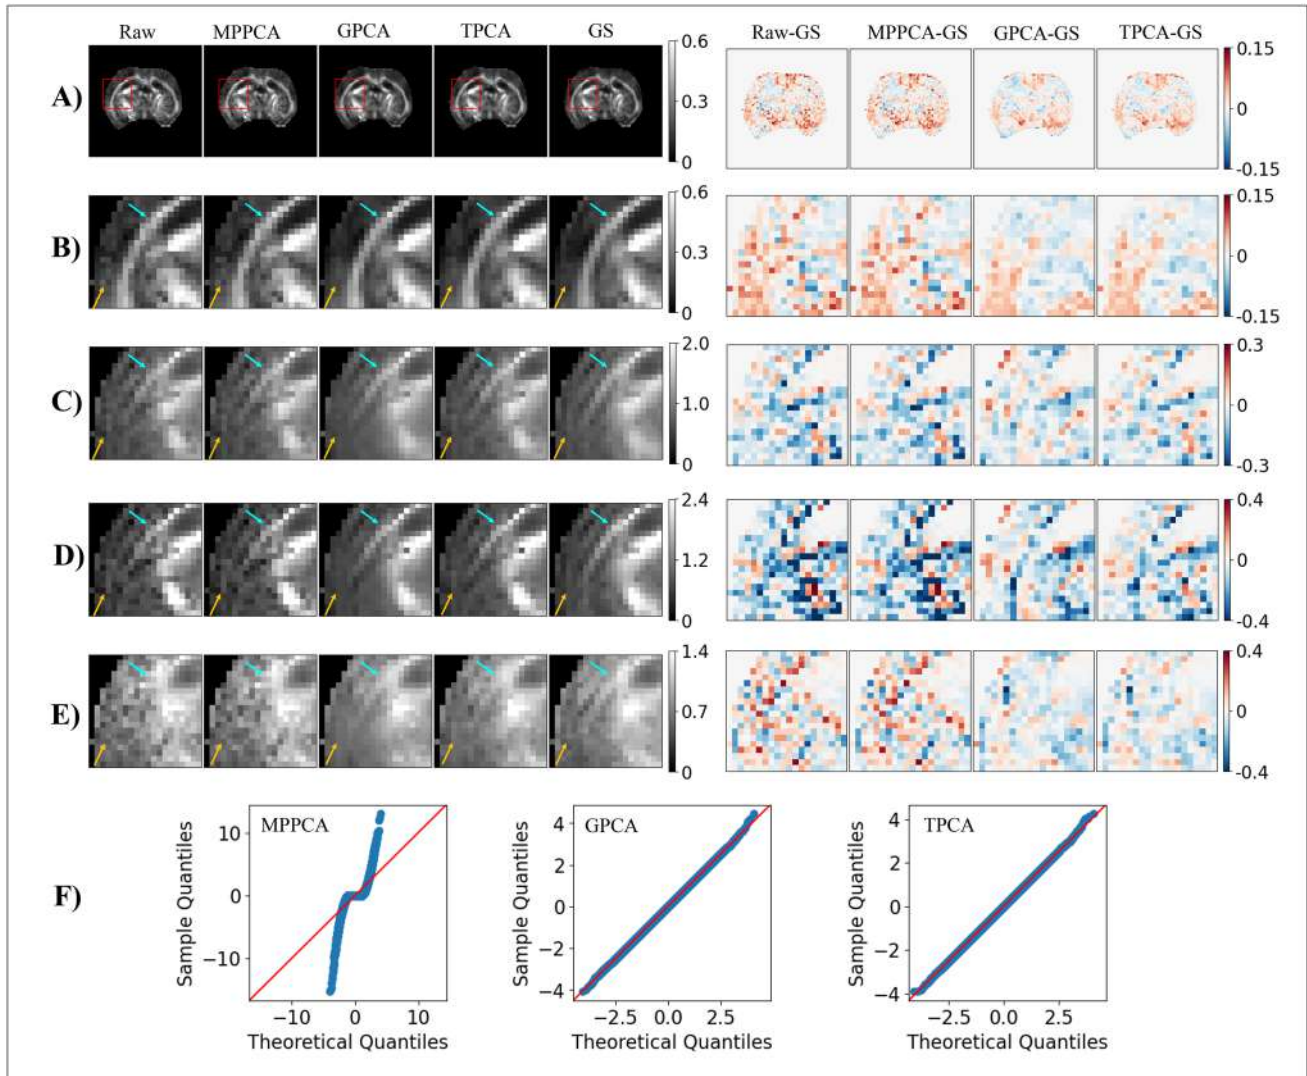 Raw MPPCA GPCA TPCA GS Raw-GS MPPCA-GS GPCA-GS TPCA-GS
A) 0.6 0.3 0 0.15 0 -0.15
B) 0.6 0.3 0 0.15 0 -0.15
C) 2.0 1.0 0 0.3 0 -0.3
D) 2.4 1.2 0 0.4 0 -0.4
E) 1.4 0.7 0 0.4 0 -0.4
F)
MPPCA
Sample Quantiles
10
0
−10
−10 0 10
Theoretical Quantiles
GPCA
Sample Quantiles
4
2
0
−2
−4
−2.5 0.0 2.5
Theoretical Quantiles
TPCA
Sample Quantiles
4
2
0
−2
−4
−2.5 0.0 2.5
Theoretical Quantiles